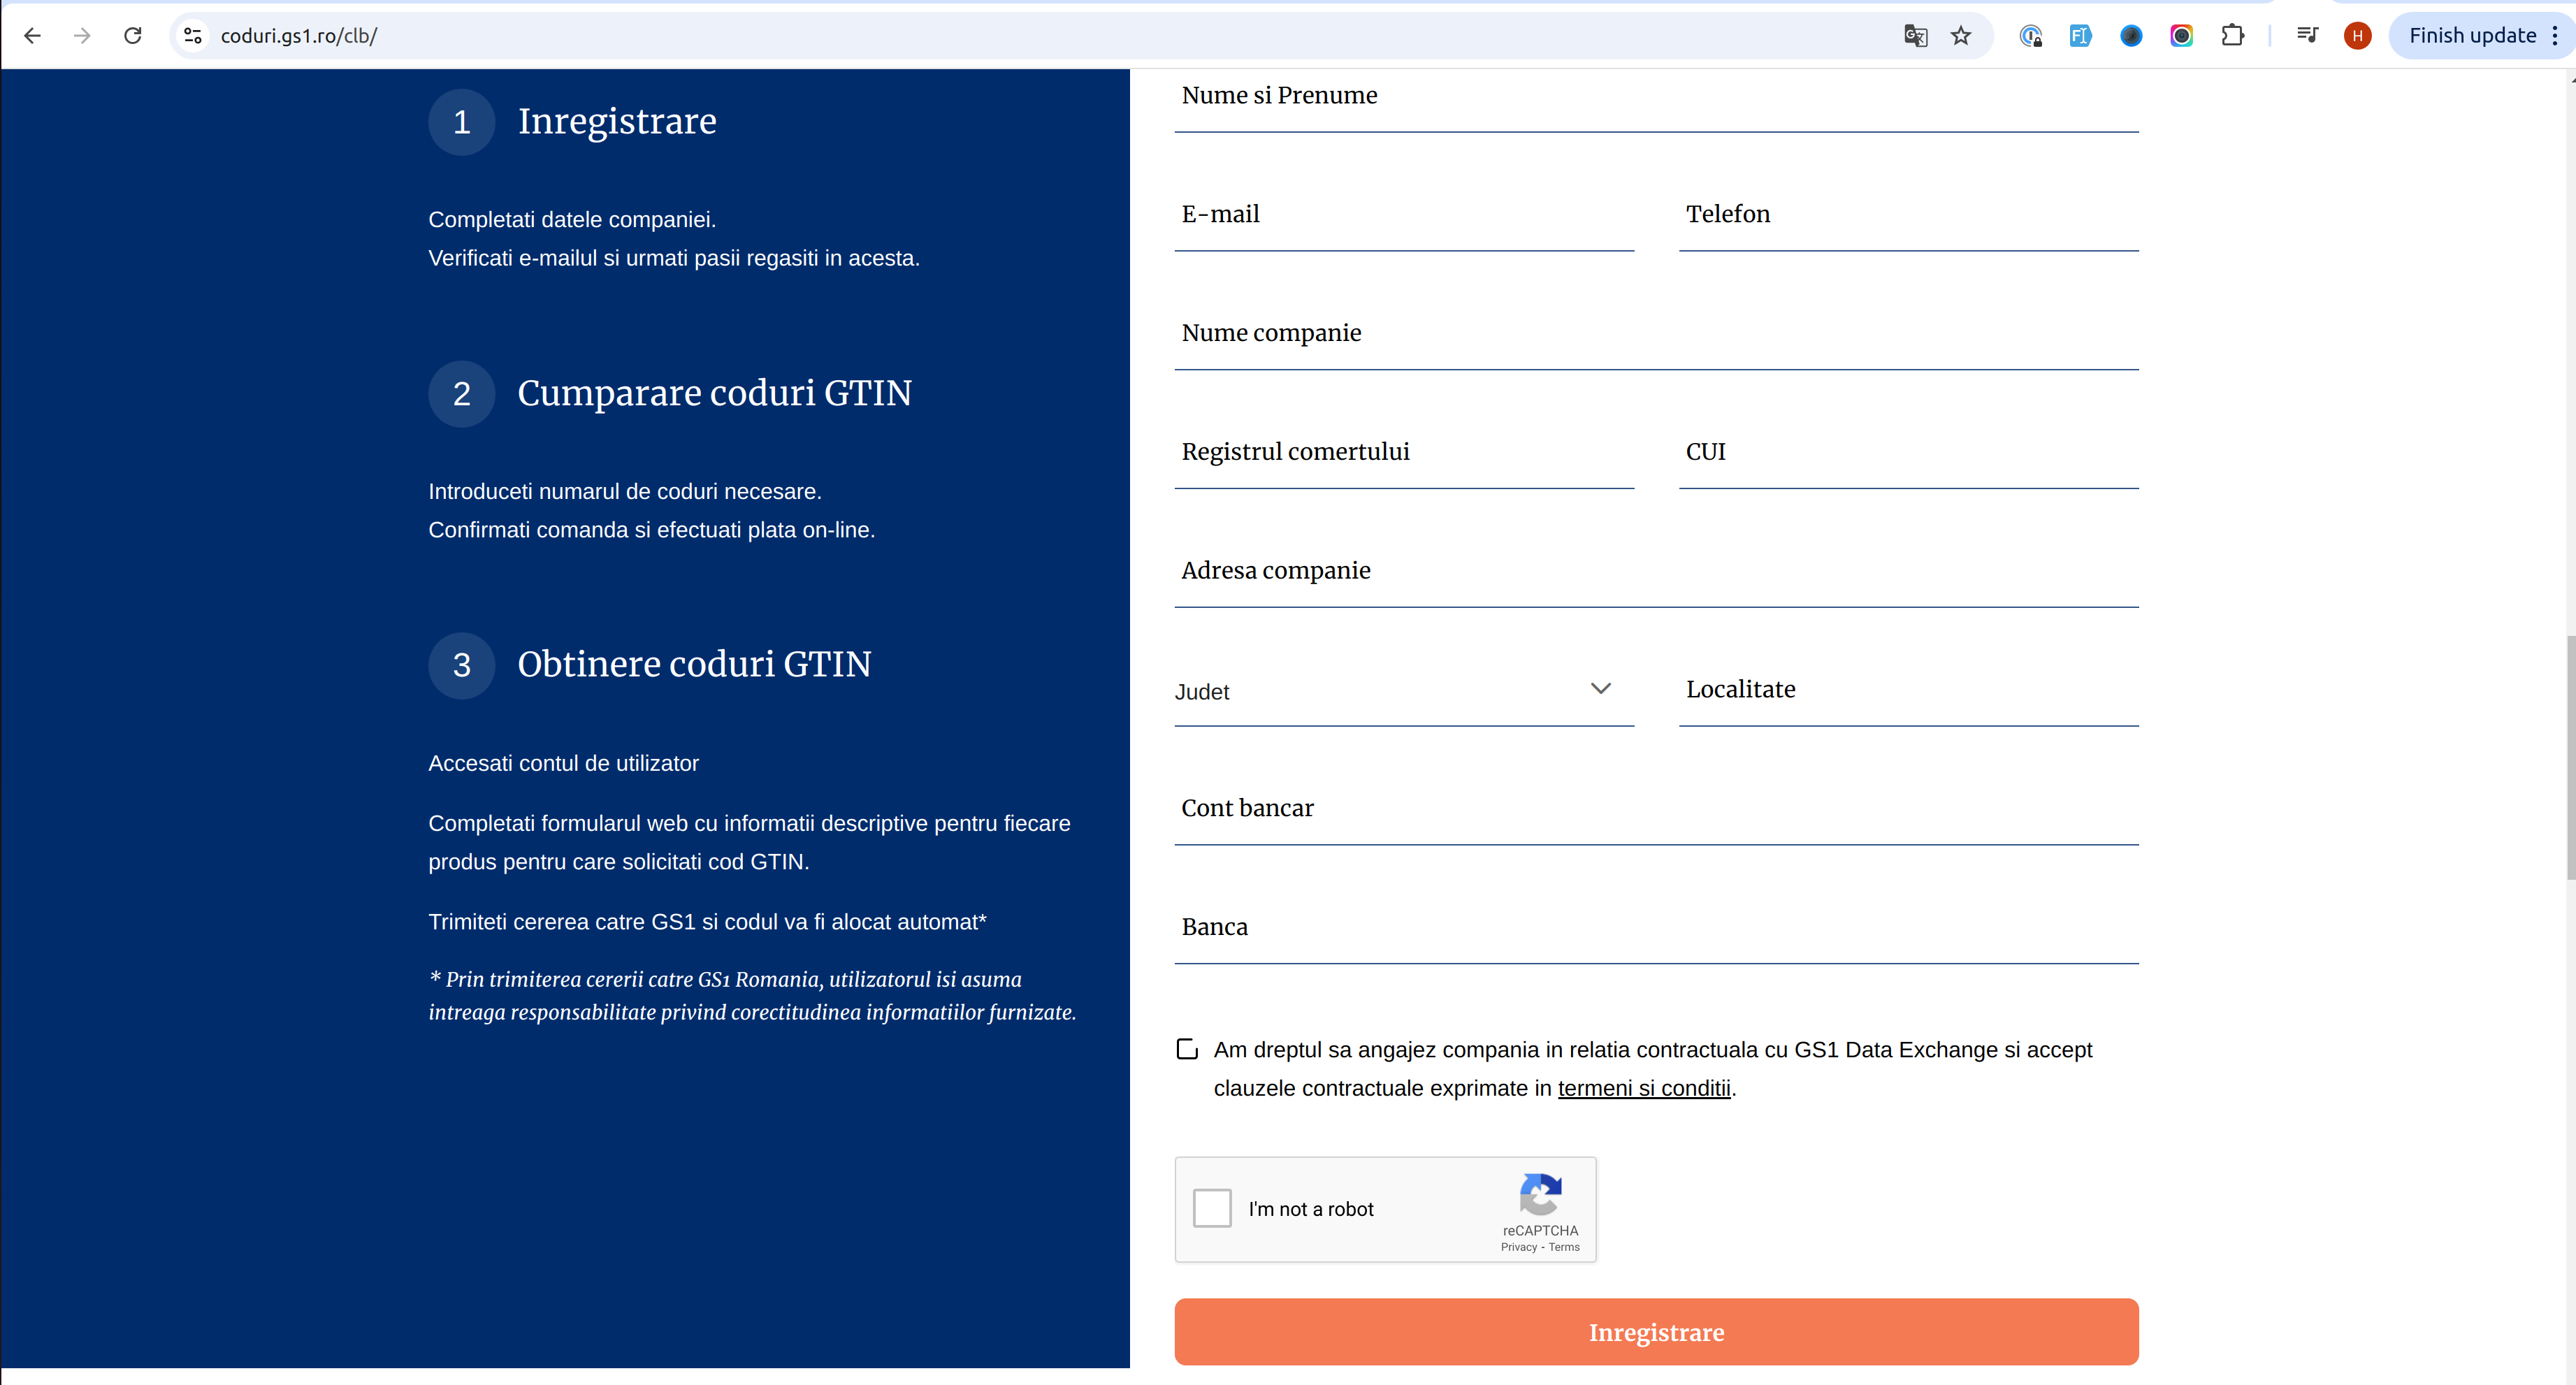 coduri.gs1.ro/clb/
H
Finish update
1
Inregistrare
Completati datele companiei.
Verificati e-mailul si urmati pasii regasiti in acesta.
2
Cumparare coduri GTIN
Introduceti numarul de coduri necesare.
Confirmati comanda si efectuati plata on-line.
3
Obtinere coduri GTIN
Accesati contul de utilizator
Completati formularul web cu informatii descriptive pentru fiecare
produs pentru care solicitati cod GTIN.
Trimiteti cererea catre GS1 si codul va fi alocat automat*
* Prin trimiterea cererii catre GS1 Romania, utilizatorul isi asuma
intreaga responsabilitate privind corectitudinea informatiilor furnizate.
Nume si Prenume
E-mail
Telefon
Nume companie
Registrul comertului
CUI
Adresa companie
Judet
Localitate
Cont bancar
Banca
Am dreptul sa angajez compania in relatia contractuala cu GS1 Data Exchange si accept
clauzele contractuale exprimate in termeni si conditii.
I'm not a robot
reCAPTCHA
Privacy - Terms
Inregistrare